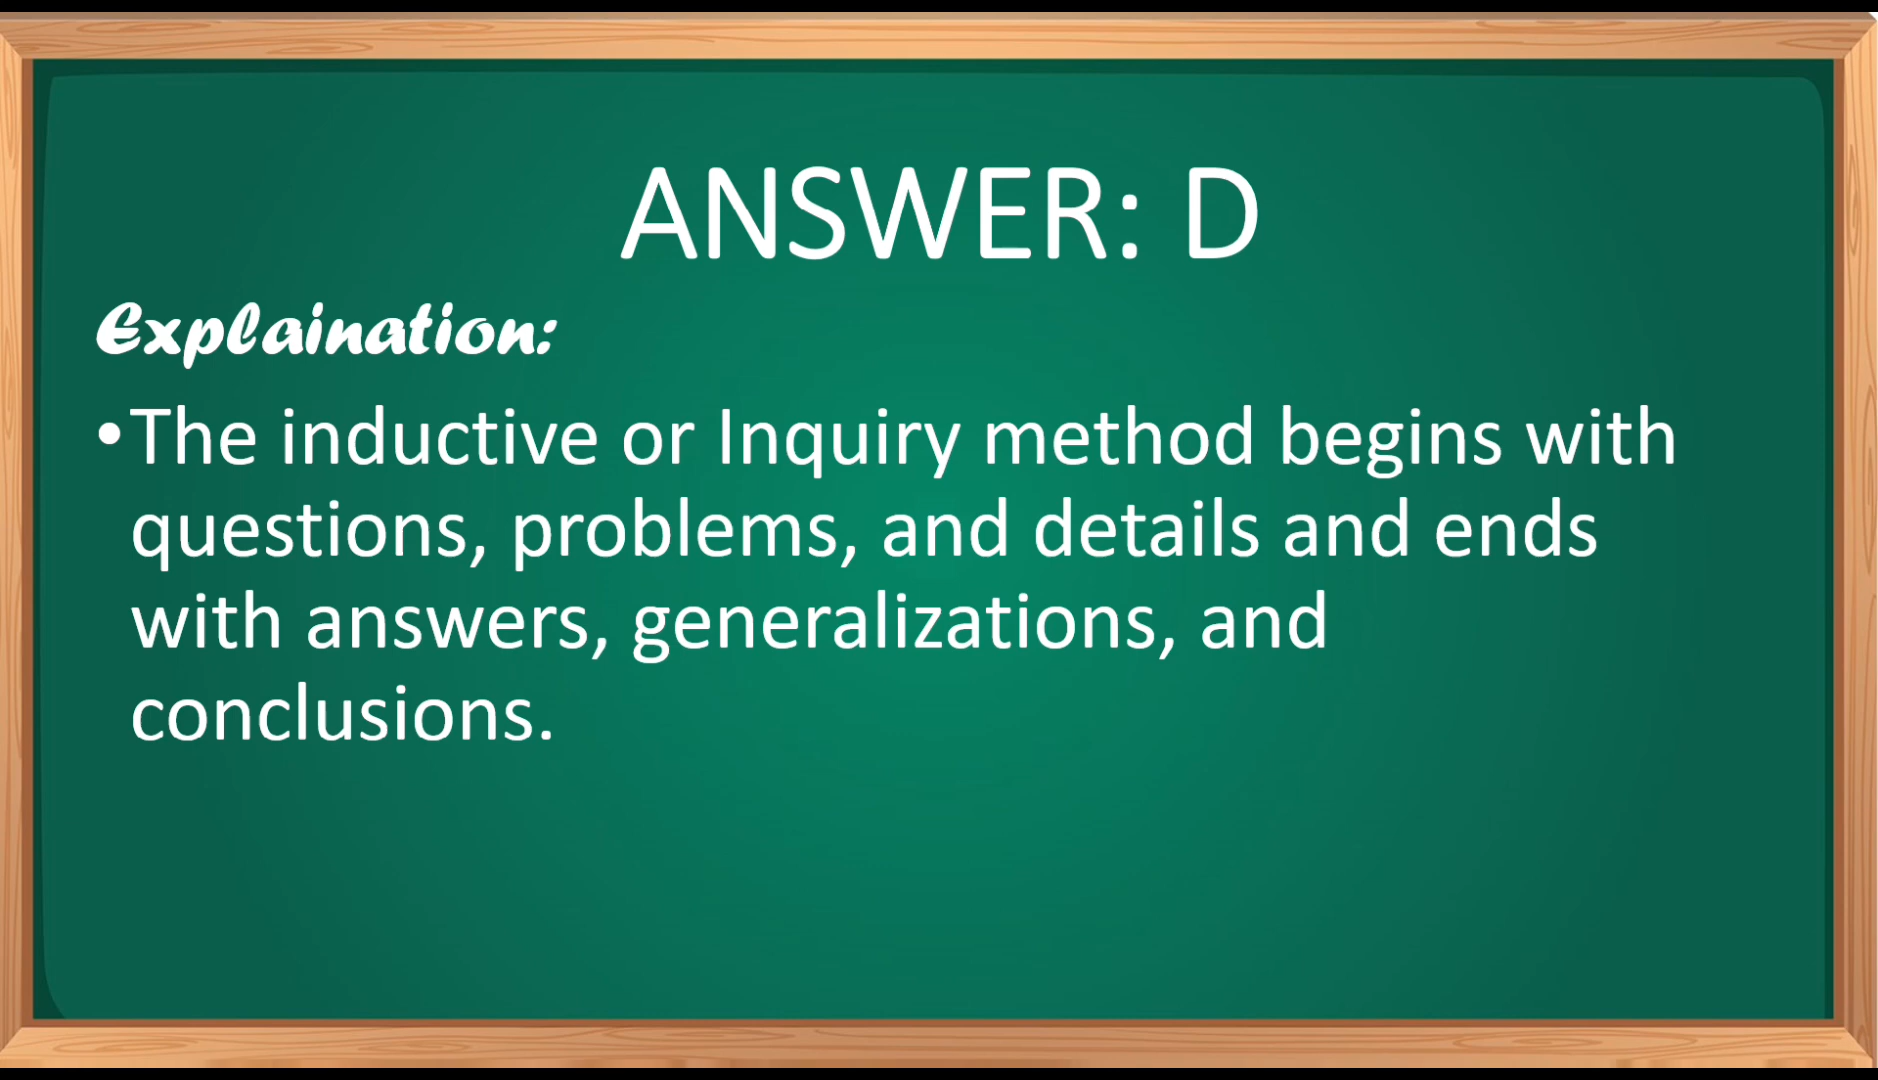 ANSWER: D
Explaination:
•The inductive or Inquiry method begins with
questions, problems, and details and ends
with answers, generalizations, and
conclusions.